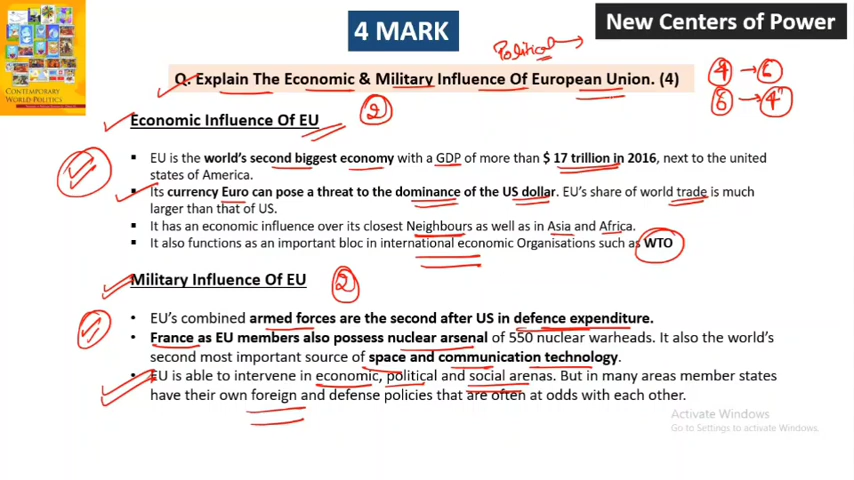 4 MARK
New Centers of Power
Political
4 → 6
6 → 4
Q. Explain The Economic & Military Influence Of European Union. (4)
Economic Influence Of EU
2
▪ EU is the world's second biggest economy with a GDP of more than $ 17 trillion in 2016, next to the united
states of America.
▪ Its currency Euro can pose a threat to the dominance of the US dollar. EU's share of world trade is much
larger than that of US.
▪ It has an economic influence over its closest Neighbours as well as in Asia and Africa.
▪ It also functions as an important bloc in international economic Organisations such as WTO
Military Influence Of EU
2
• EU's combined armed forces are the second after US in defence expenditure.
• France as EU members also possess nuclear arsenal of 550 nuclear warheads. It also the world's
second most important source of space and communication technology.
• EU is able to intervene in economic, political and social arenas. But in many areas member states
have their own foreign and defense policies that are often at odds with each other.
CONTEMPORARY
WORLD POLITICS
Activate Windows
Go to Settings to activate Windows.